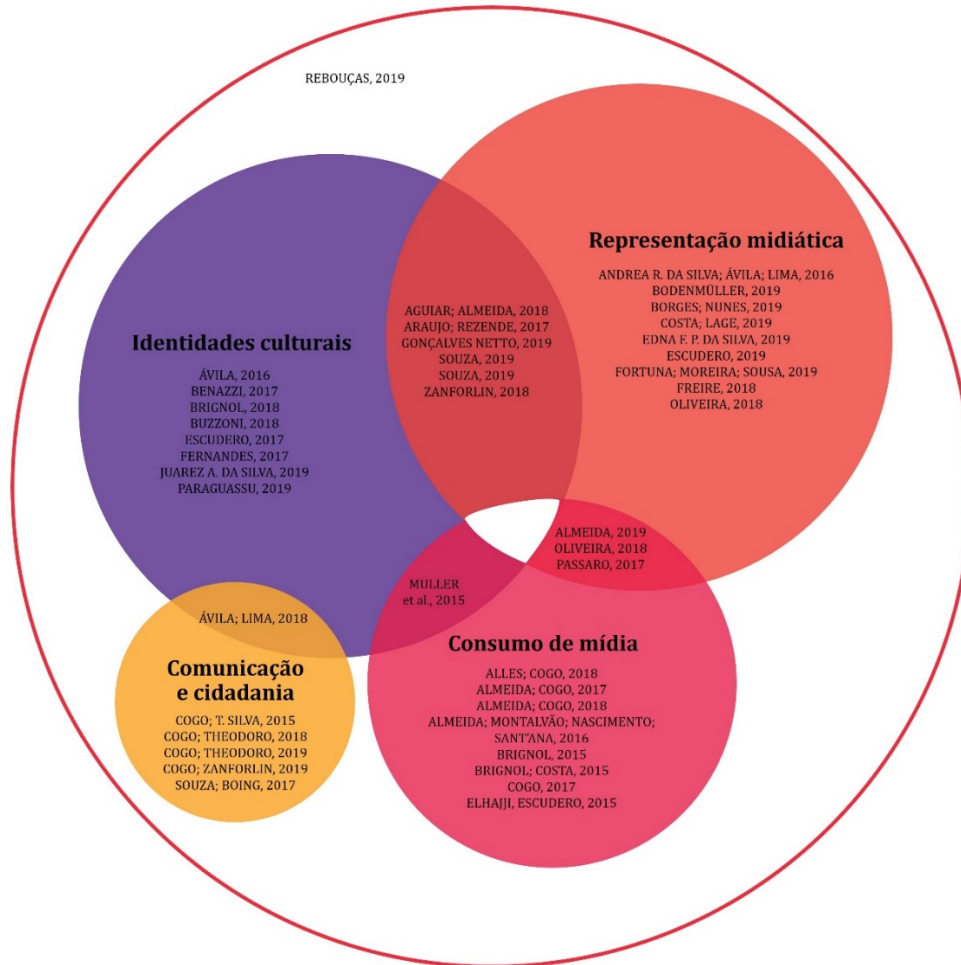 REBOUÇAS, 2019
Representação midiática
ANDREA R. DA SILVA; ÁVILA; LIMA, 2016
BODENMÜLLER, 2019
BORGES; NUNES, 2019
COSTA; LAGE, 2019
EDNA F. P. DA SILVA, 2019
ESCUDERO, 2019
FORTUNA; MOREIRA; SOUSA, 2019
FREIRE, 2018
OLIVEIRA, 2018
AGUIAR; ALMEIDA, 2018
ARAUJO; REZENDE, 2017
GONÇALVES NETTO, 2019
SOUZA, 2019
SOUZA, 2019
ZANFORLIN, 2018
Identidades culturais
ÁVILA, 2016
BENAZZI, 2017
BRIGNOL, 2018
BUZZONI, 2018
ESCUDERO, 2017
FERNANDES, 2017
JUAREZ A. DA SILVA, 2019
PARAGUASSU, 2019
ALMEIDA, 2019
OLIVEIRA, 2018
PASSARO, 2017
MULLER
et al., 2015
ÁVILA; LIMA, 2018
Comunicação
e cidadania
COGO; T. SILVA, 2015
COGO; THEODORO, 2018
COGO; THEODORO, 2019
COGO; ZANFORLIN, 2019
SOUZA; BOING, 2017
Consumo de mídia
ALLES; COGO, 2018
ALMEIDA; COGO, 2017
ALMEIDA; COGO, 2018
ALMEIDA; MONTALVÃO; NASCIMENTO;
SANT'ANA, 2016
BRIGNOL, 2015
BRIGNOL; COSTA, 2015
COGO, 2017
ELHAJJI, ESCUDERO, 2015